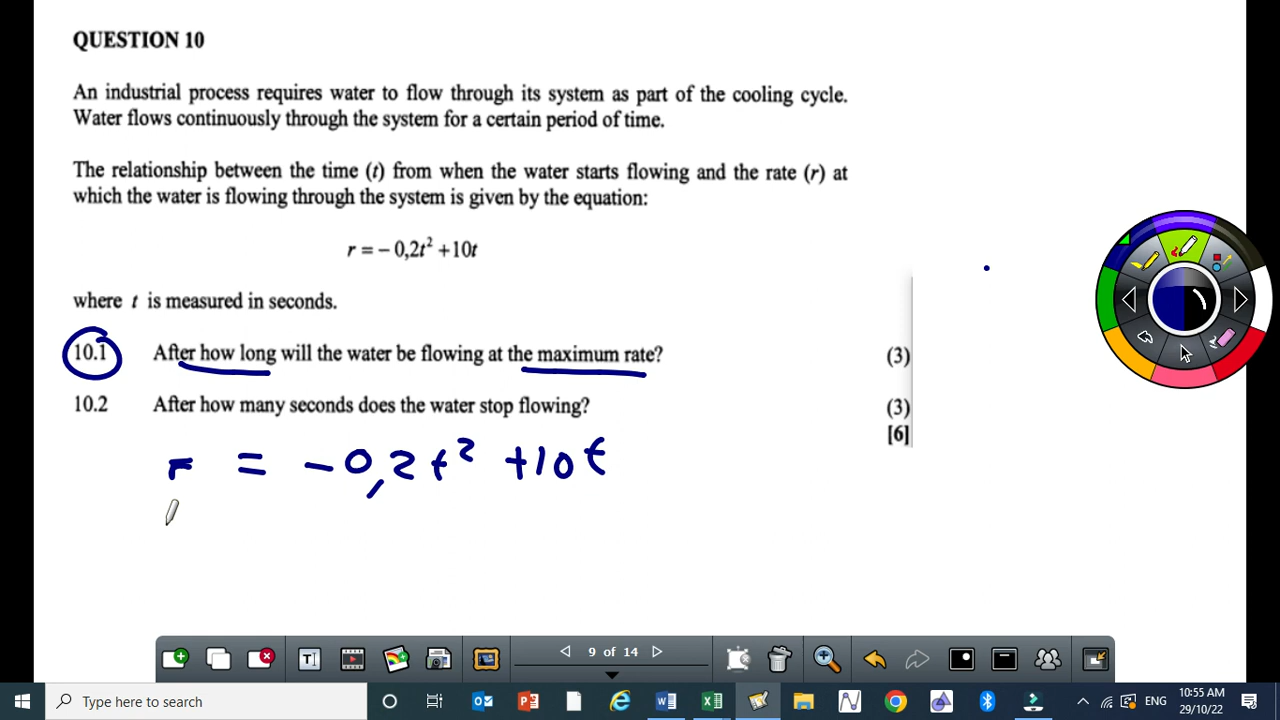 QUESTION 10
An industrial process requires water to flow through its system as part of the cooling cycle.
Water flows continuously through the system for a certain period of time.
The relationship between the time (t) from when the water starts flowing and the rate (r) at
which the water is flowing through the system is given by the equation:
r = – 0,2t² +10t
where t is measured in seconds.
10.1 After how long will the water be flowing at the maximum rate? (3)
10.2 After how many seconds does the water stop flowing? (3)
[6]
r = -0,2t² +10t
9 of 14
Type here to search
ENG
10:55 AM
29/10/22